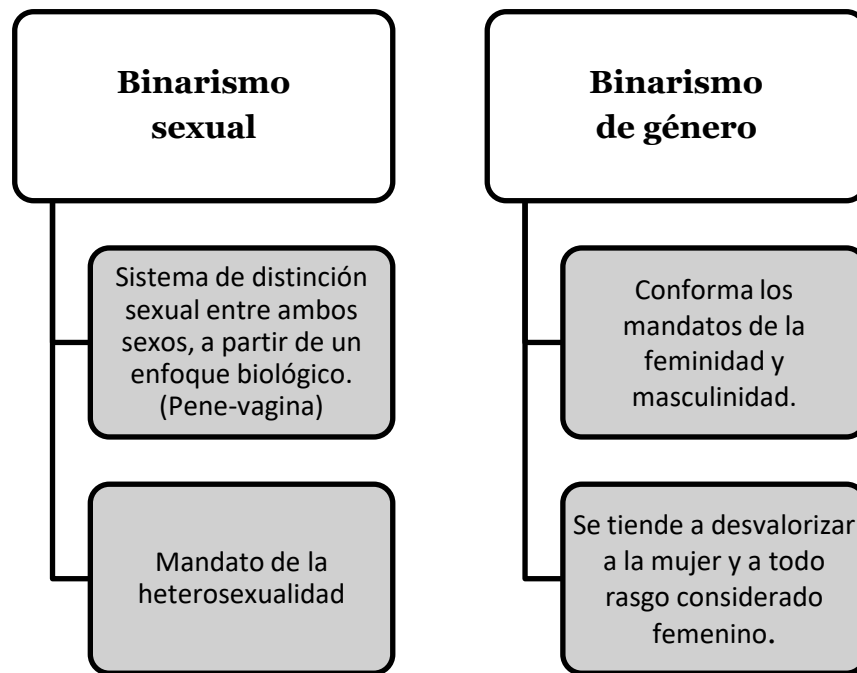 Binarismo
sexual
Sistema de distinción
sexual entre ambos
sexos, a partir de un
enfoque biológico.
(Pene-vagina)
Mandato de la
heterosexualidad
Binarismo
de género
Conforma los
mandatos de la
feminidad y
masculinidad.
Se tiende a desvalorizar
a la mujer y a todo
rasgo considerado
femenino.